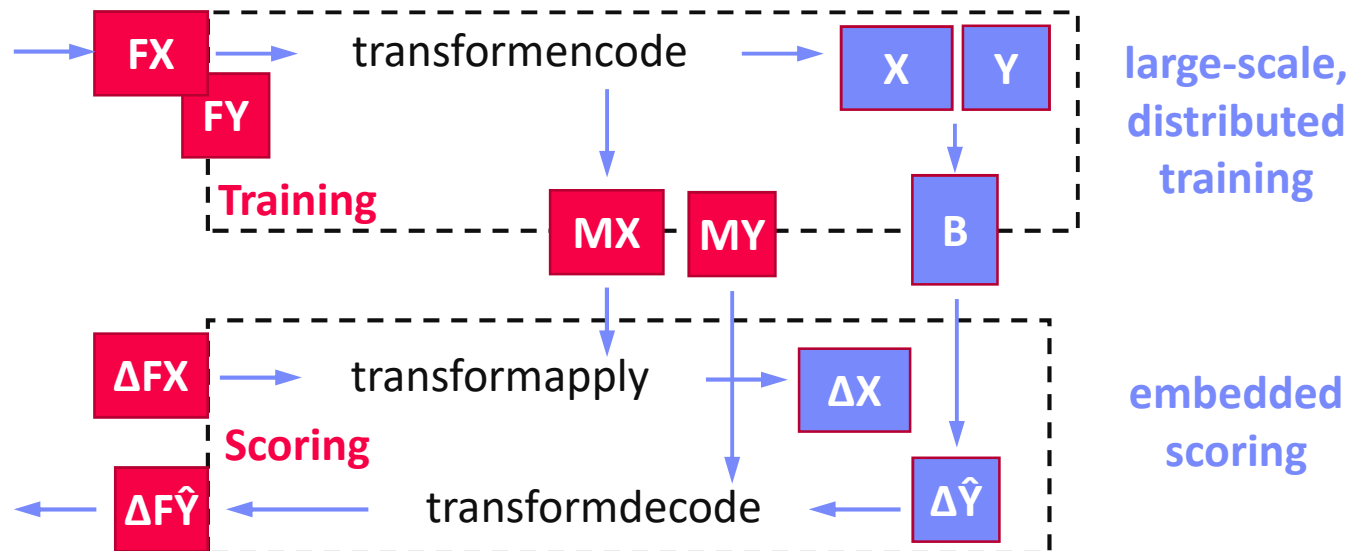 FX
transformencode
X
Y
large-scale,
distributed
training
FY
Training
MX
MY
B
ΔFX
transformapply
ΔX
embedded
scoring
Scoring
ΔFŶ
transformdecode
ΔŶ